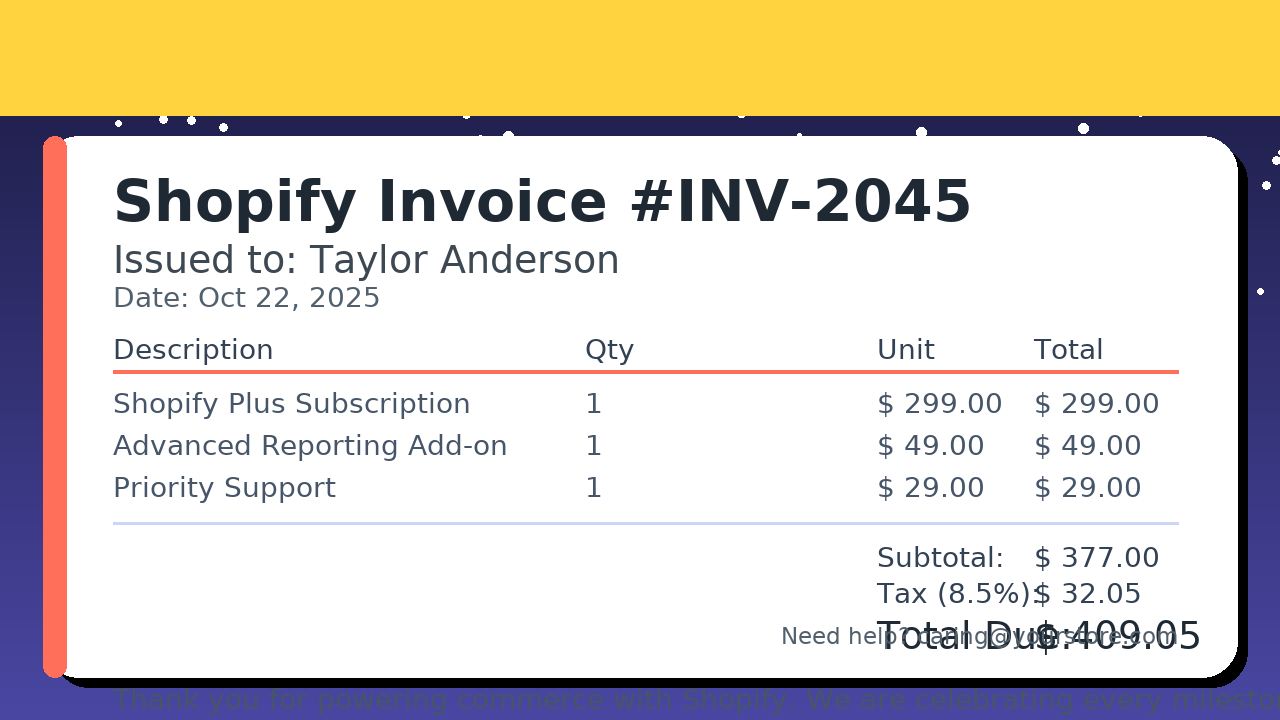 Shopify Invoice #INV-2045
Issued to: Taylor Anderson
Date: Oct 22, 2025
Description Qty Unit Total
Shopify Plus Subscription 1 $ 299.00 $ 299.00
Advanced Reporting Add-on 1 $ 49.00 $ 49.00
Priority Support 1 $ 29.00 $ 29.00
Subtotal: $ 377.00
Tax (8.5%): $ 32.05
Total Due: $ 409.05
Need help? caring@yourstore.com
Thank you for powering commerce with Shopify. We are celebrating every